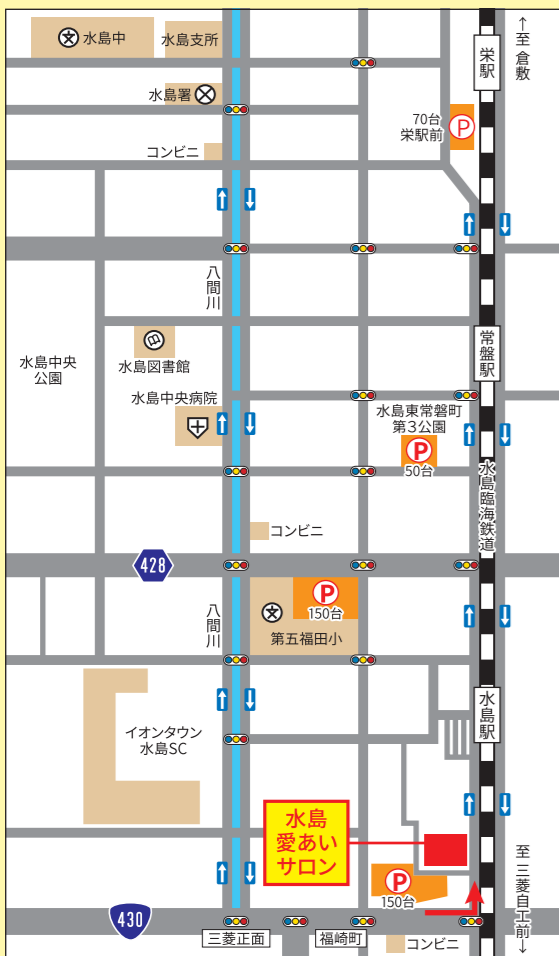 水島中
水島支所
栄駅
↑至 倉敷
水島署
70台
栄駅前
P
コンビニ
八間川
水島中央
公園
水島図書館
常盤駅
水島中央病院
水島東常磐町
第3公園
P
50台
水島臨海鉄道
コンビニ
428
八間川
P
150台
文
第五福田小
イオンタウン
水島SC
水島駅
水島
愛あい
サロン
P
150台
至 三菱自工前↓
430
三菱正面
福崎町
コンビニ